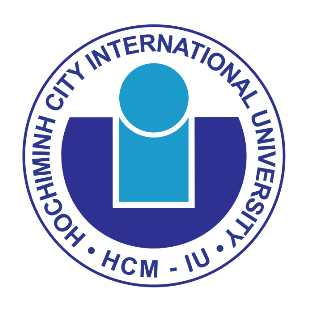 HOCHIMINH CITY INTERNATIONAL UNIVERSITY
• HCM - IU •